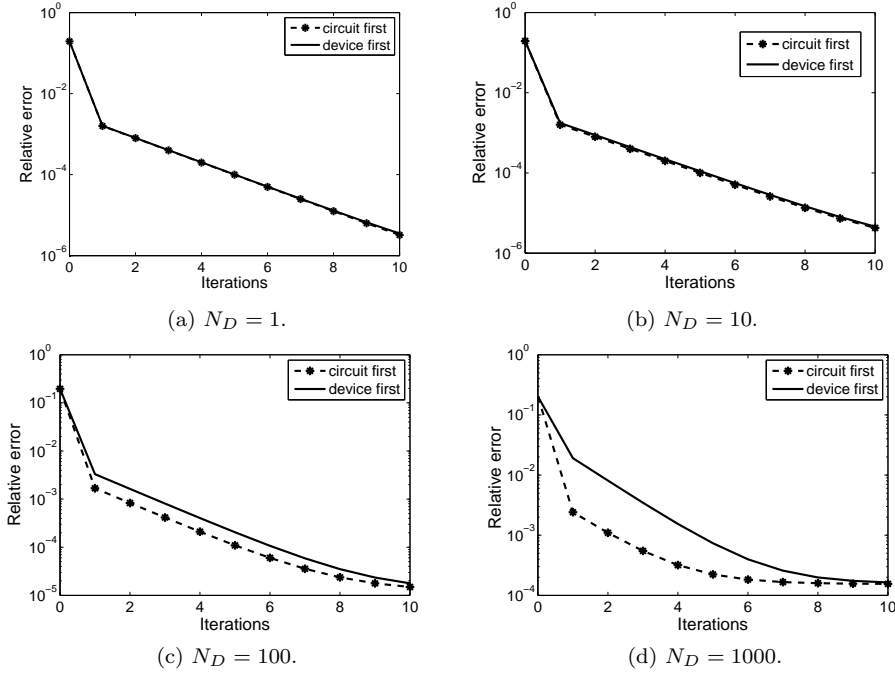 10^0
10^-2
10^-4
10^-6
Relative error
0 2 4 6 8 10
Iterations
circuit first
device first
(a) N_D = 1.
10^0
10^-2
10^-4
10^-6
Relative error
0 2 4 6 8 10
Iterations
circuit first
device first
(b) N_D = 10.
10^0
10^-1
10^-2
10^-3
10^-4
10^-5
Relative error
0 2 4 6 8 10
Iterations
circuit first
device first
(c) N_D = 100.
10^0
10^-1
10^-2
10^-3
10^-4
Relative error
0 2 4 6 8 10
Iterations
circuit first
device first
(d) N_D = 1000.